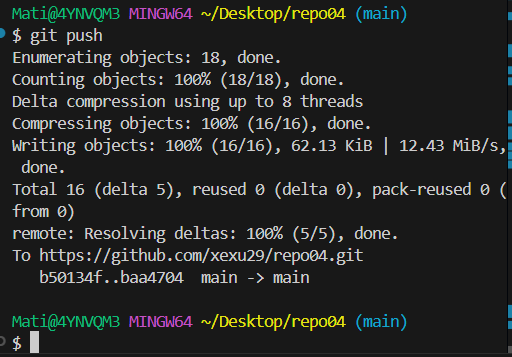 Mati@4YNVQM3 MINGW64 ~/Desktop/repo04 (main)
$ git push
Enumerating objects: 18, done.
Counting objects: 100% (18/18), done.
Delta compression using up to 8 threads
Compressing objects: 100% (16/16), done.
Writing objects: 100% (16/16), 62.13 KiB | 12.43 MiB/s,
 done.
Total 16 (delta 5), reused 0 (delta 0), pack-reused 0 (
from 0)
remote: Resolving deltas: 100% (5/5), done.
To https://github.com/xexu29/repo04.git
   b50134f..baa4704  main -> main

Mati@4YNVQM3 MINGW64 ~/Desktop/repo04 (main)
$